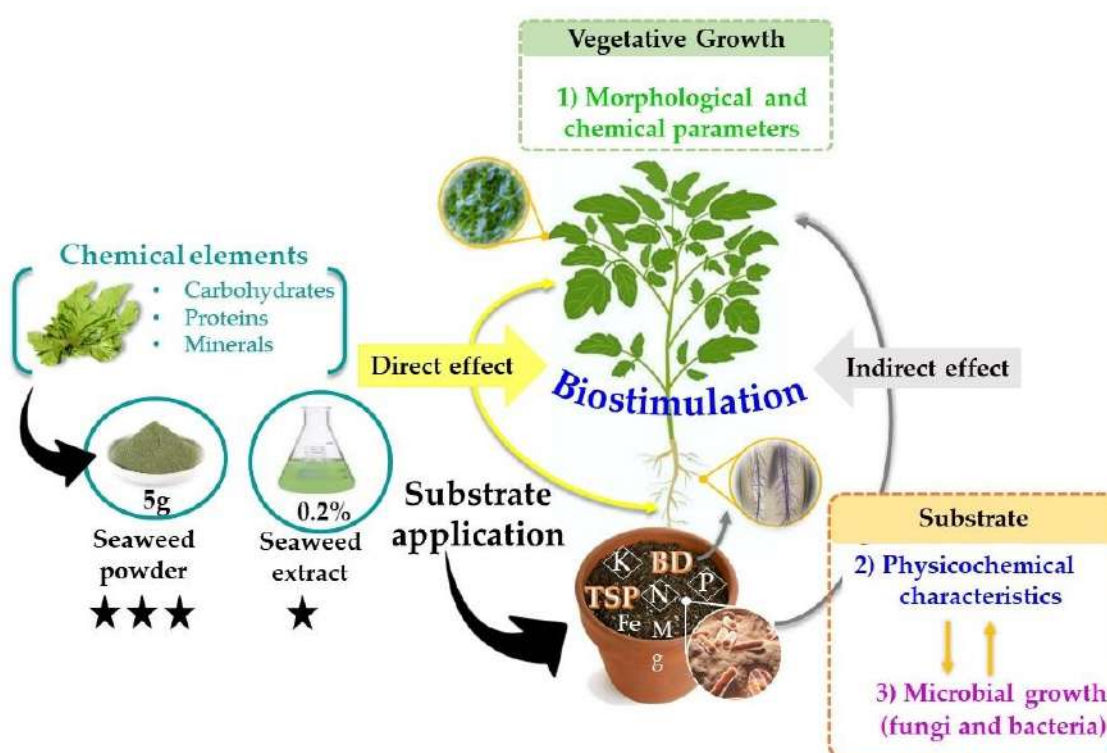 Vegetative Growth
1) Morphological and
chemical parameters
Chemical elements
• Carbohydrates
• Proteins
• Minerals
Direct effect
Biostimulation
Indirect effect
5g
Seaweed
powder
0.2%
Seaweed
extract
Substrate
application
K
BD
P
TSP
N
Fe
M
g
Substrate
2) Physicochemical
characteristics
3) Microbial growth
(fungi and bacteria)